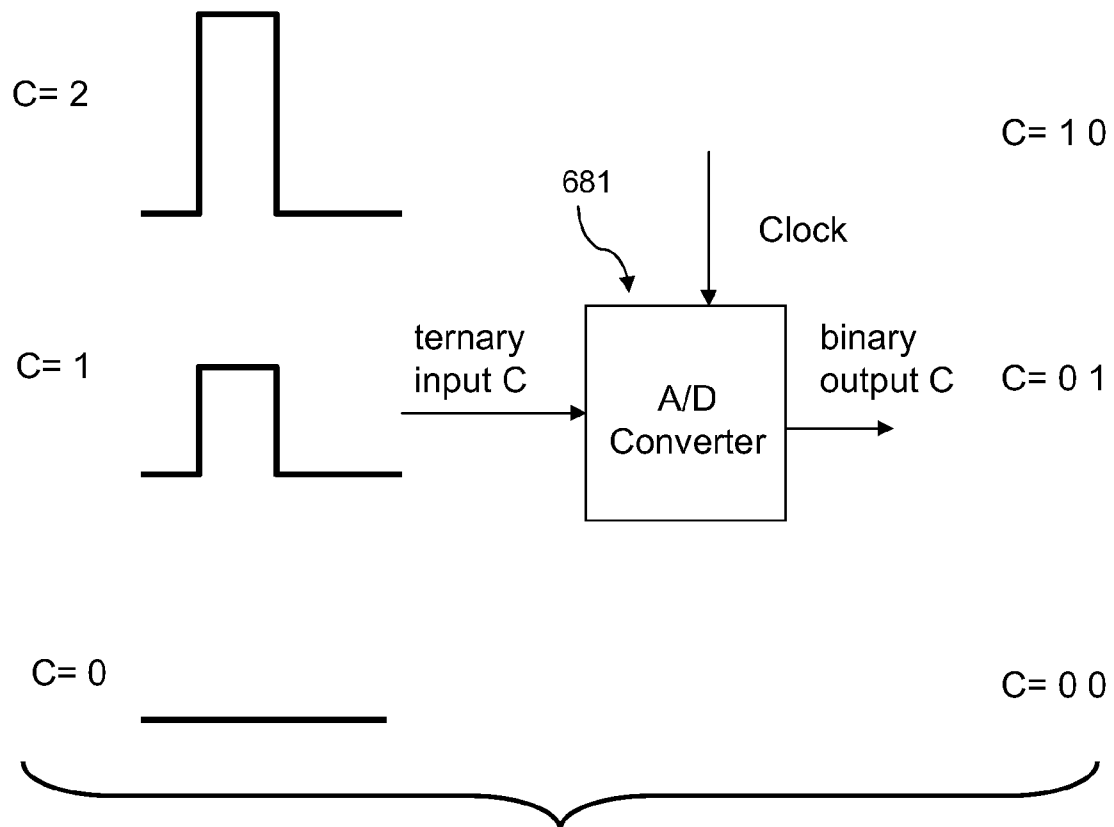 C= 2
C= 1 0
681
Clock
C= 1
ternary
input C
binary
output C
C= 0 1
A/D
Converter
C= 0
C= 0 0